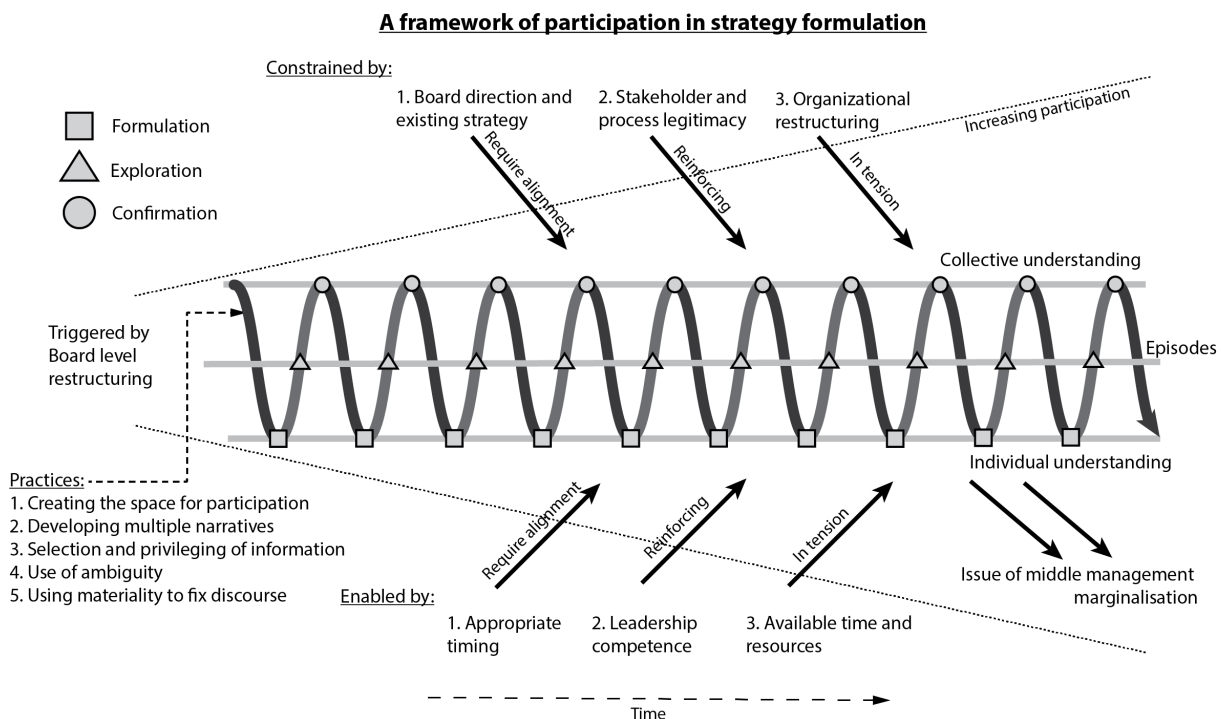 A framework of participation in strategy formulation
Constrained by:
1. Board direction and
existing strategy
2. Stakeholder and
process legitimacy
3. Organizational
restructuring
Increasing participation
Formulation
Exploration
Confirmation
Require alignment
Reinforcing
In tension
Collective understanding
Triggered by
Board level
restructuring
Episodes
Individual understanding
Practices:
1. Creating the space for participation
2. Developing multiple narratives
3. Selection and privileging of information
4. Use of ambiguity
5. Using materiality to fix discourse
Require alignment
Reinforcing
In tension
Issue of middle management
marginalisation
Enabled by:
1. Appropriate
timing
2. Leadership
competence
3. Available time and
resources
Time